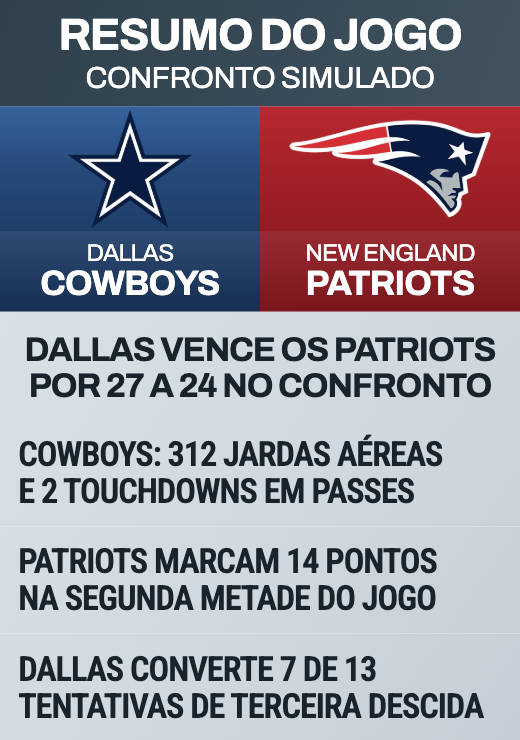 RESUMO DO JOGO
CONFRONTO SIMULADO
DALLAS
COWBOYS
NEW ENGLAND
PATRIOTS
DALLAS VENCE OS PATRIOTS
POR 27 A 24 NO CONFRONTO
COWBOYS: 312 JARDAS AÉREAS
E 2 TOUCHDOWNS EM PASSES
PATRIOTS MARCAM 14 PONTOS
NA SEGUNDA METADE DO JOGO
DALLAS CONVERTE 7 DE 13
TENTATIVAS DE TERCEIRA DESCIDA